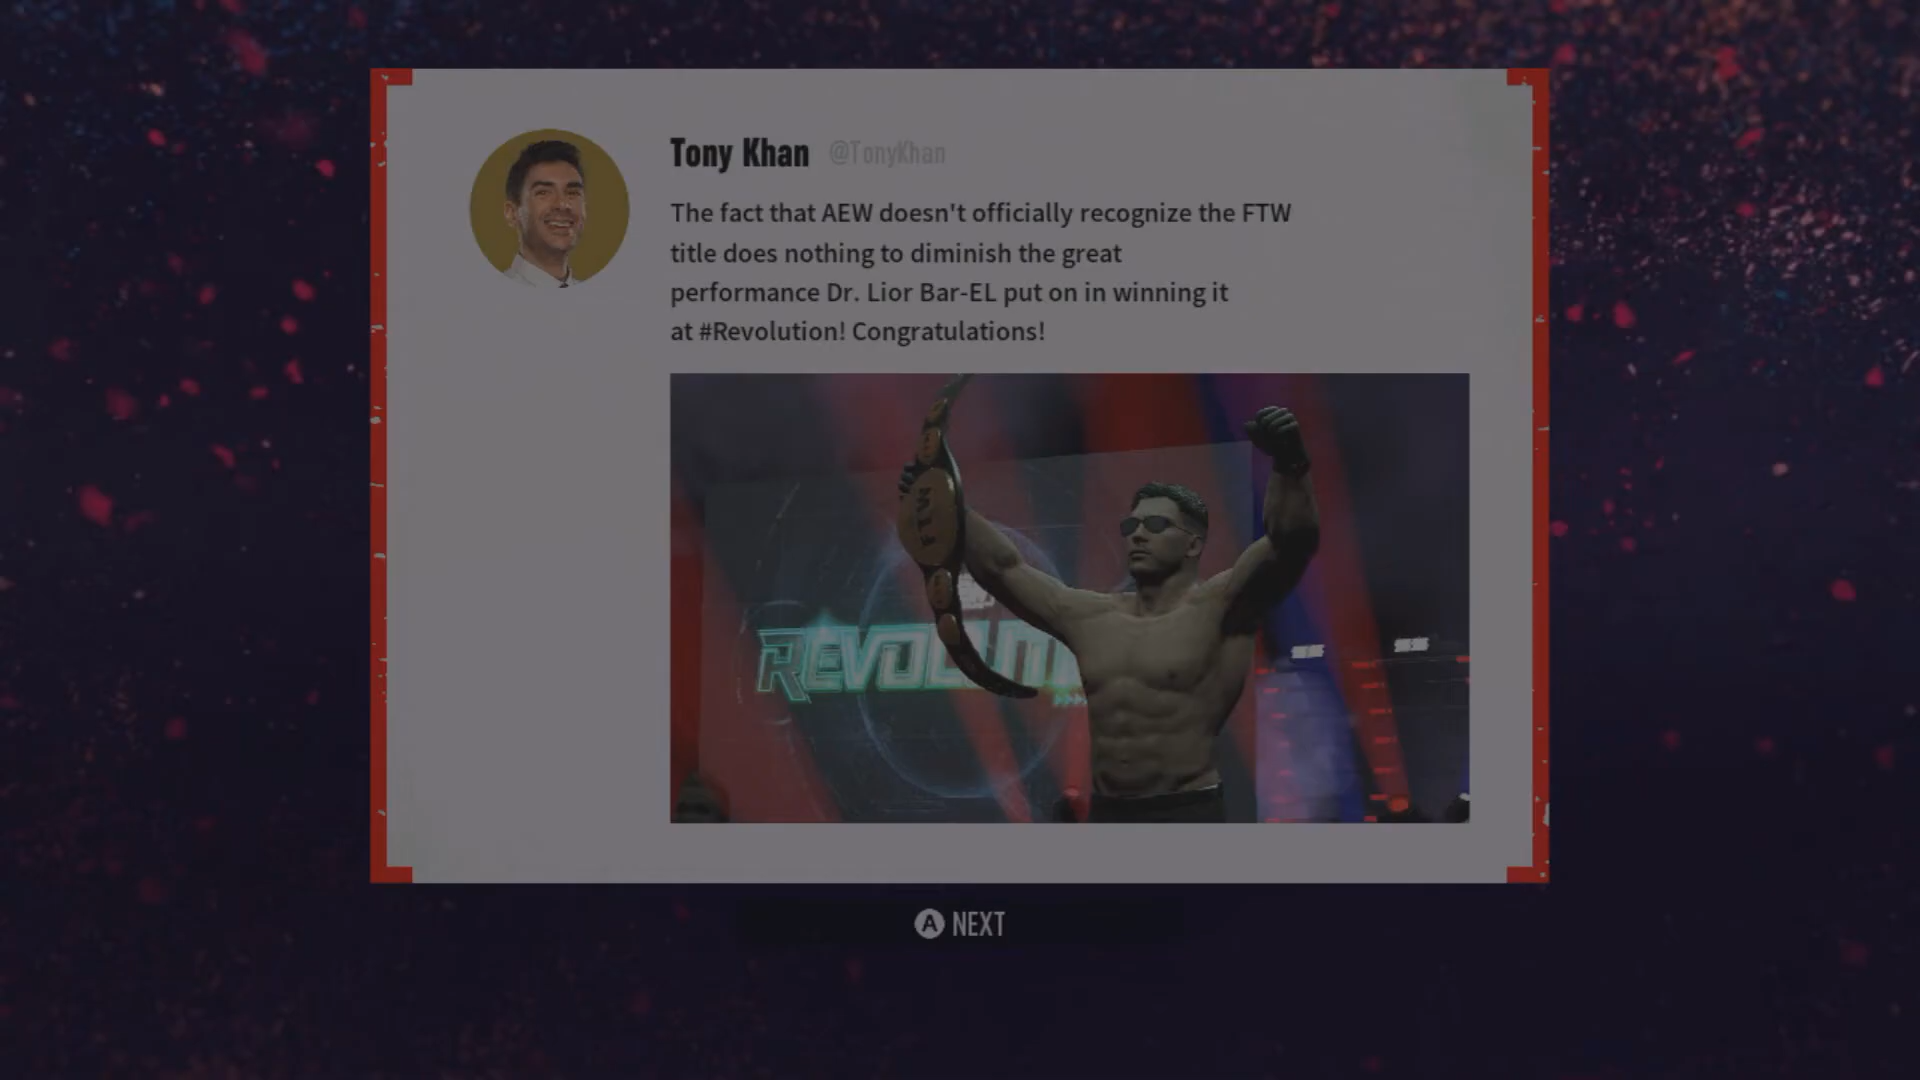 Tony Khan @TonyKhan
The fact that AEW doesn't officially recognize the FTW
title does nothing to diminish the great
performance Dr. Lior Bar-EL put on in winning it
at #Revolution! Congratulations!
FTW
REVOLUTI
A NEXT